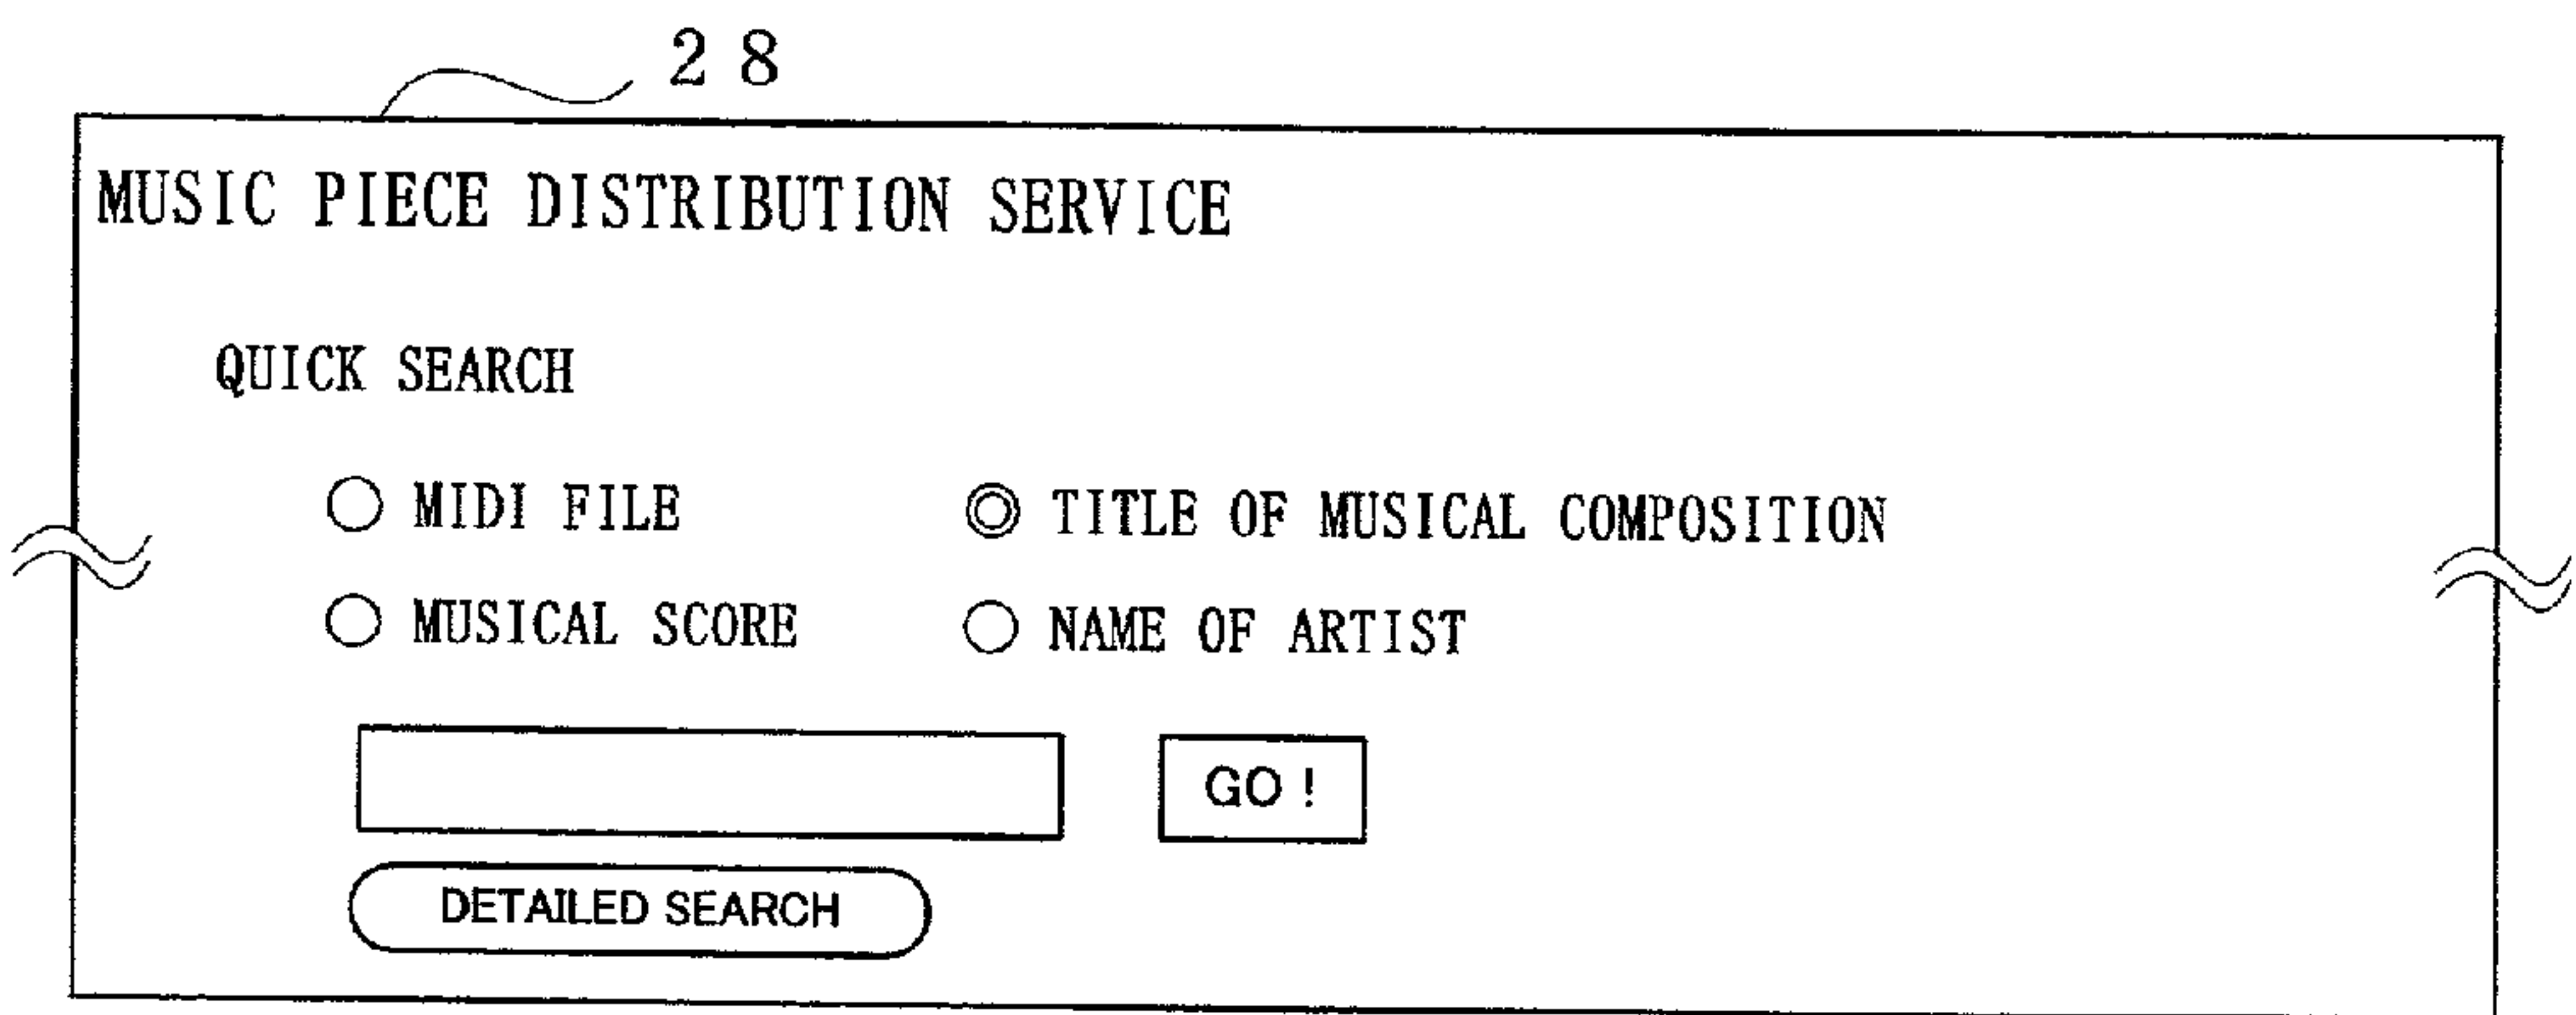 28
MUSIC PIECE DISTRIBUTION SERVICE
QUICK SEARCH
MIDI FILE
TITLE OF MUSICAL COMPOSITION
MUSICAL SCORE
NAME OF ARTIST
GO !
DETAILED SEARCH